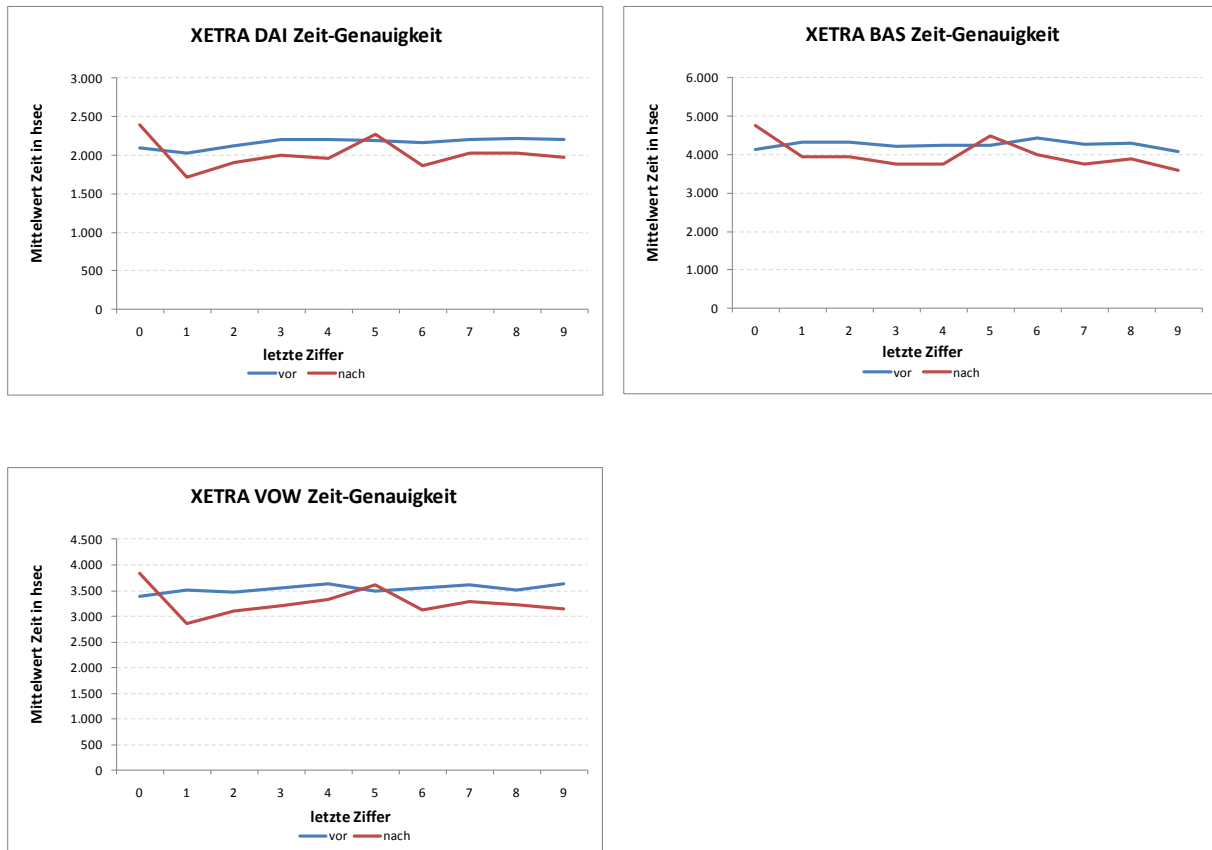 XETRA DAI Zeit-Genauigkeit
Mittelwert Zeit in hsec
3.000
2.500
2.000
1.500
1.000
500
0
0 1 2 3 4 5 6 7 8 9
letzte Ziffer
vor nach
XETRA BAS Zeit-Genauigkeit
Mittelwert Zeit in hsec
6.000
5.000
4.000
3.000
2.000
1.000
0
0 1 2 3 4 5 6 7 8 9
letzte Ziffer
vor nach
XETRA VOW Zeit-Genauigkeit
Mittelwert Zeit in hsec
4.500
4.000
3.500
3.000
2.500
2.000
1.500
1.000
500
0
0 1 2 3 4 5 6 7 8 9
letzte Ziffer
vor nach